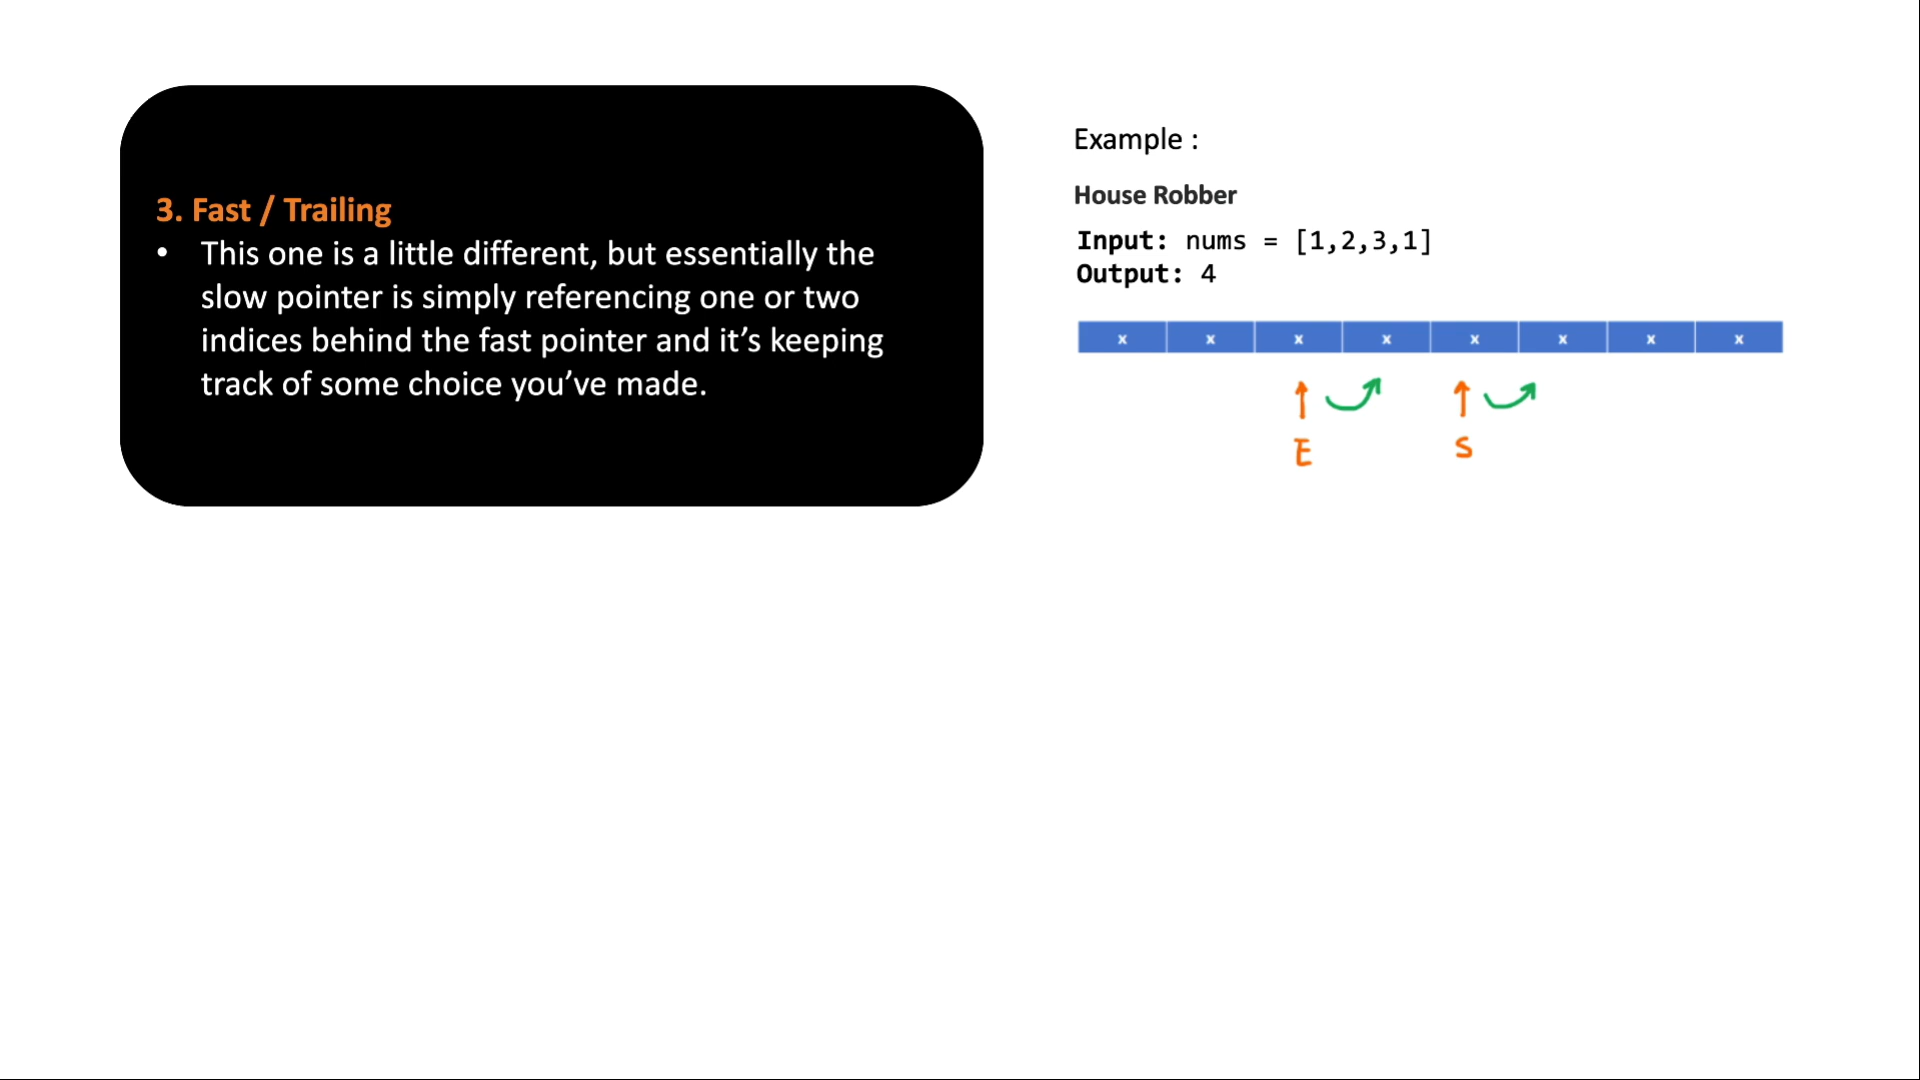 3. Fast / Trailing
• This one is a little different, but essentially the
slow pointer is simply referencing one or two
indices behind the fast pointer and it’s keeping
track of some choice you’ve made.
Example :
House Robber
Input: nums = [1,2,3,1]
Output: 4
x x x x x x x x
E S